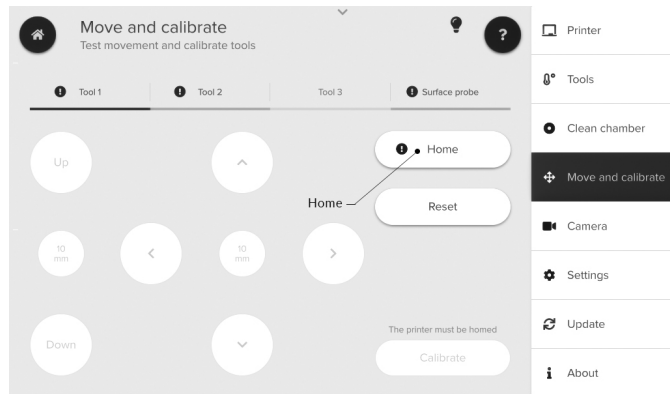 Move and calibrate
Test movement and calibrate tools
?
! Tool 1
! Tool 2
Tool 3
! Surface probe
Up
! Home
Home
Reset
10
mm
10
mm
Down
The printer must be homed
Calibrate
Printer
Tools
Clean chamber
Move and calibrate
Camera
Settings
Update
About